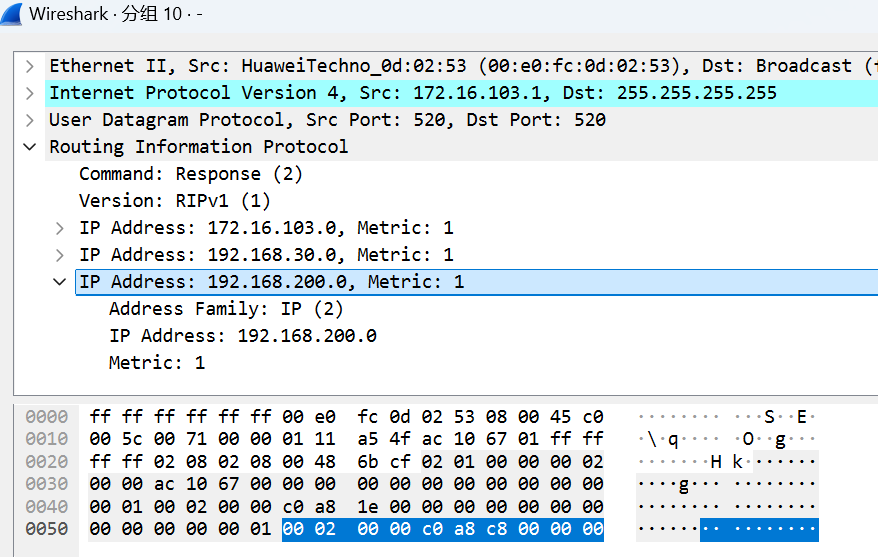 Wireshark · 分组 10 · -
Ethernet II, Src: HuaweiTechno_0d:02:53 (00:e0:fc:0d:02:53), Dst: Broadcast (
Internet Protocol Version 4, Src: 172.16.103.1, Dst: 255.255.255.255
User Datagram Protocol, Src Port: 520, Dst Port: 520
Routing Information Protocol
Command: Response (2)
Version: RIPv1 (1)
IP Address: 172.16.103.0, Metric: 1
IP Address: 192.168.30.0, Metric: 1
IP Address: 192.168.200.0, Metric: 1
Address Family: IP (2)
IP Address: 192.168.200.0
Metric: 1
0000 ff ff ff ff ff ff 00 e0 fc 0d 02 53 08 00 45 c0 ········ ···S··E·
0010 00 5c 00 71 00 00 01 11 a5 4f ac 10 67 01 ff ff ·\·q···· ·O··g···
0020 ff ff 02 08 02 08 00 48 6b cf 02 01 00 00 00 02 ·······H k·······
0030 00 00 ac 10 67 00 00 00 00 00 00 00 00 00 00 00 ····g··· ········
0040 00 01 00 02 00 00 c0 a8 1e 00 00 00 00 00 00 00 ········ ········
0050 00 00 00 00 00 01 00 02 00 00 c0 a8 c8 00 00 00 ········ ········